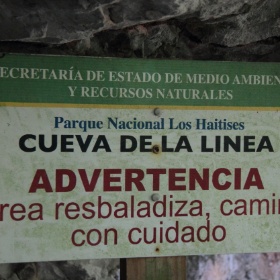 SECRETARÍA DE ESTADO DE MEDIO AMBIEN
Y RECURSOS NATURALES
Parque Nacional Los Haitises
CUEVA DE LA LINEA
ADVERTENCIA
rea resbaladiza, camin
con cuidado